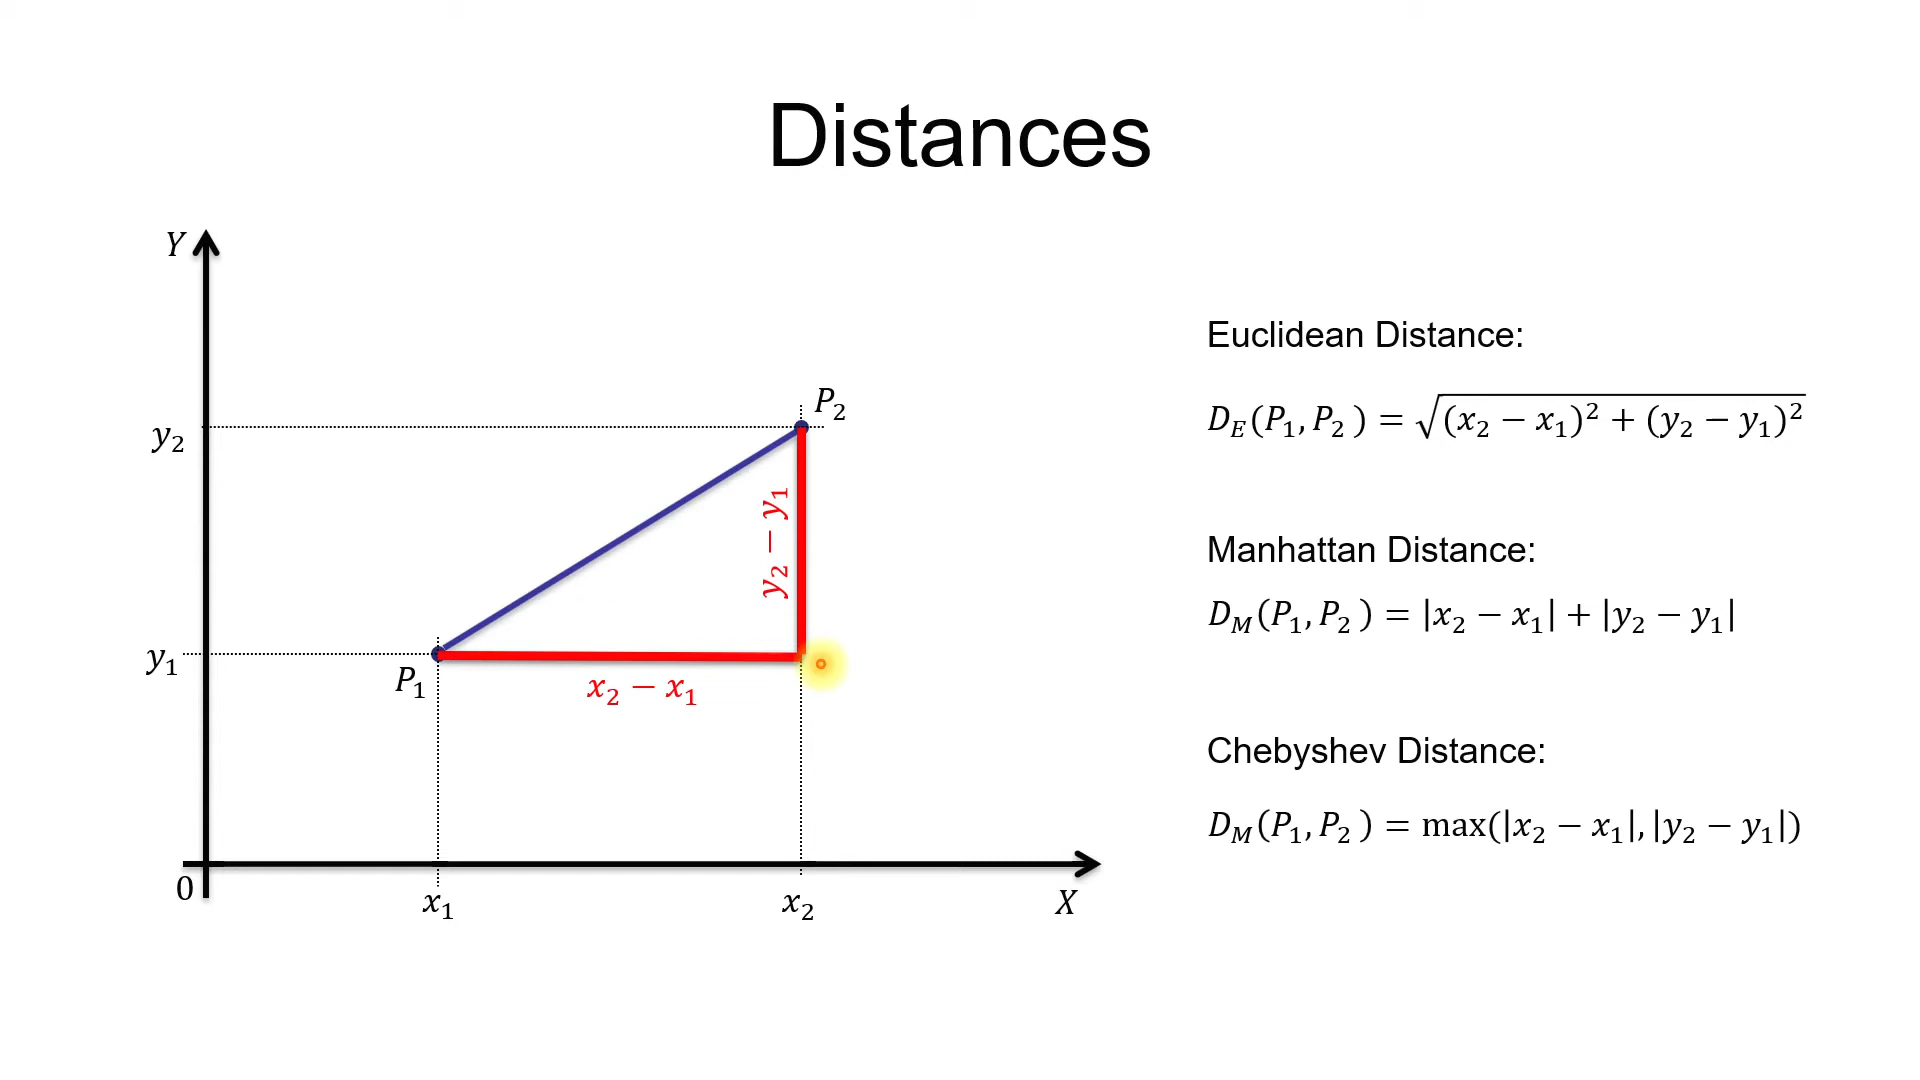 Distances
Y
y₂
y₁
P₂
P₁
y₂ − y₁
x₂ − x₁
0
x₁
x₂
X
Euclidean Distance:
D_E(P₁, P₂ ) = √(x₂ − x₁)² + (y₂ − y₁)²
Manhattan Distance:
D_M(P₁, P₂ ) = |x₂ − x₁| + |y₂ − y₁|
Chebyshev Distance:
D_M(P₁, P₂ ) = max(|x₂ − x₁|, |y₂ − y₁|)